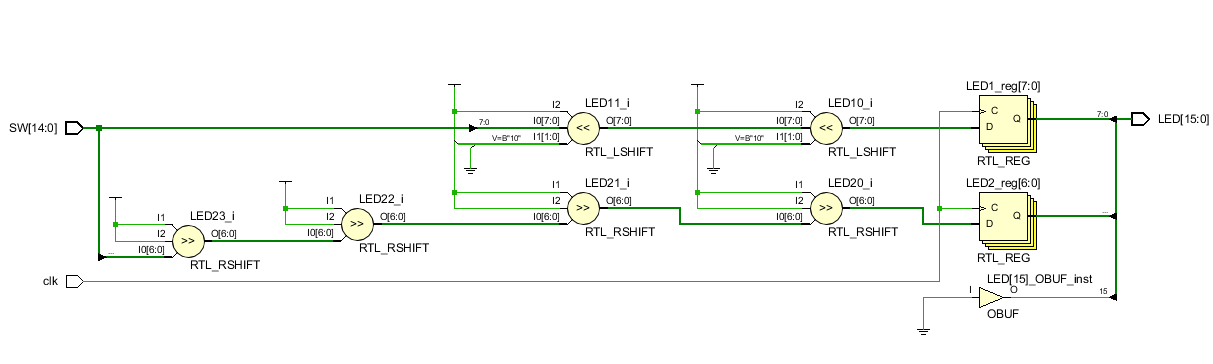 LED1_reg[7:0]
LED11_i
LED10_i
I2
I2
C
SW[14:0]
7:0
I0[7:0]
<<
O[7:0]
I0[7:0]
<<
O[7:0]
D
Q
7:0
LED[15:0]
V=B"10"
I1[1:0]
V=B"10"
I1[1:0]
RTL_LSHIFT
RTL_LSHIFT
RTL_REG
LED21_i
LED20_i
LED2_reg[6:0]
LED22_i
I1
I1
LED23_i
I1
I2
>>
O[6:0]
I2
>>
O[6:0]
C
I1
I2
>>
O[6:0]
I0[6:0]
I0[6:0]
D
Q
...
I2
>>
O[6:0]
I0[6:0]
RTL_RSHIFT
RTL_RSHIFT
...
I0[6:0]
RTL_RSHIFT
RTL_REG
RTL_RSHIFT
clk
LED[15]_OBUF_inst
I
O
15
OBUF